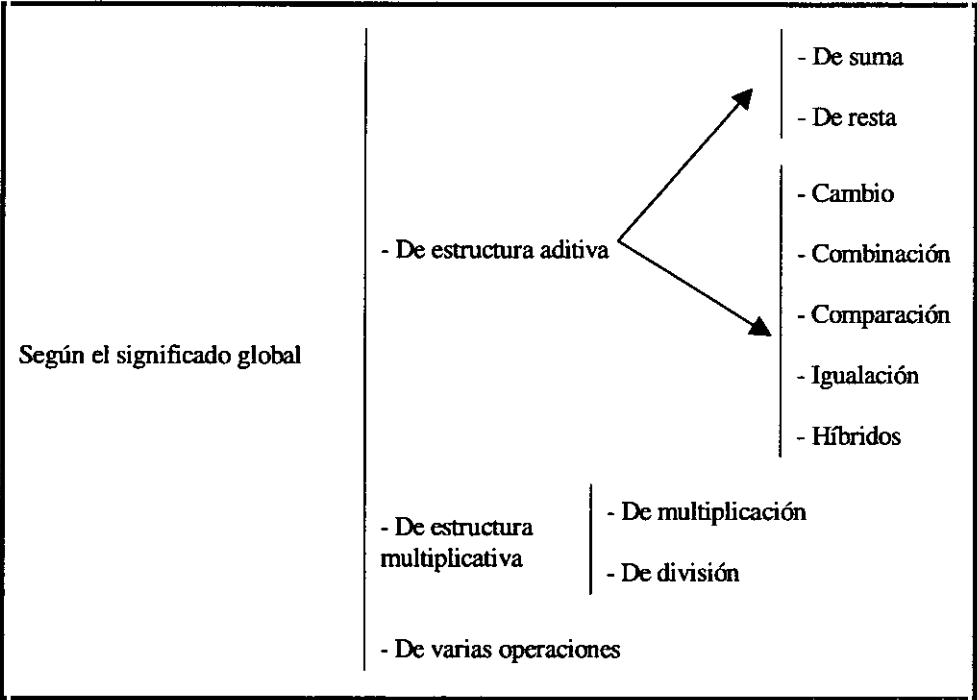 Según el significado global
- De estructura aditiva
- De suma
- De resta
- Cambio
- Combinación
- Comparación
- Igualación
- Híbridos
- De estructura
multiplicativa
- De multiplicación
- De división
- De varias operaciones